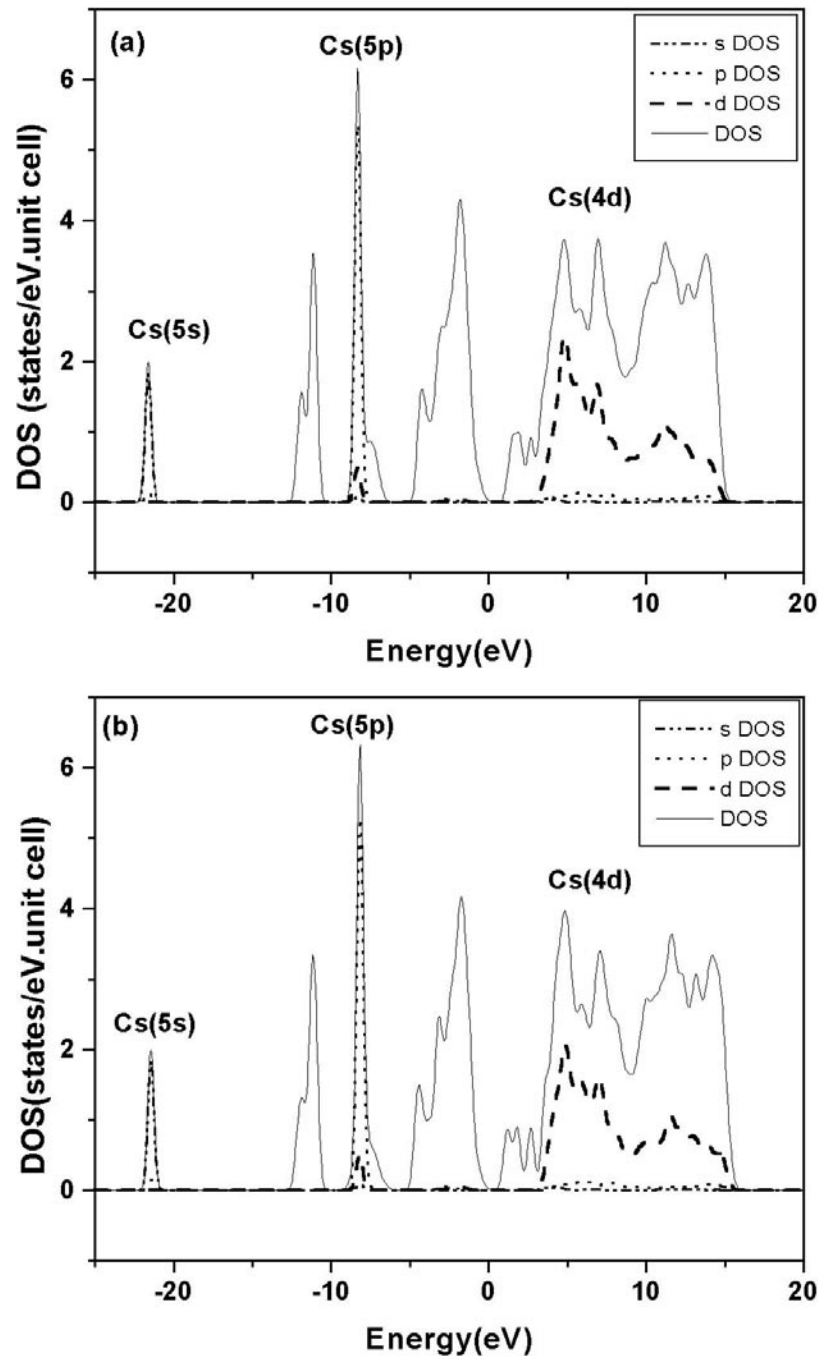 (a)
Cs(5p)
s DOS
p DOS
d DOS
DOS
Cs(4d)
Cs(5s)
DOS (states/eV.unit cell)
6
4
2
0
-20
-10
0
10
20
Energy(eV)
(b)
Cs(5p)
s DOS
p DOS
d DOS
DOS
Cs(4d)
Cs(5s)
DOS(states/eV.unit cell)
6
4
2
0
-20
-10
0
10
20
Energy(eV)